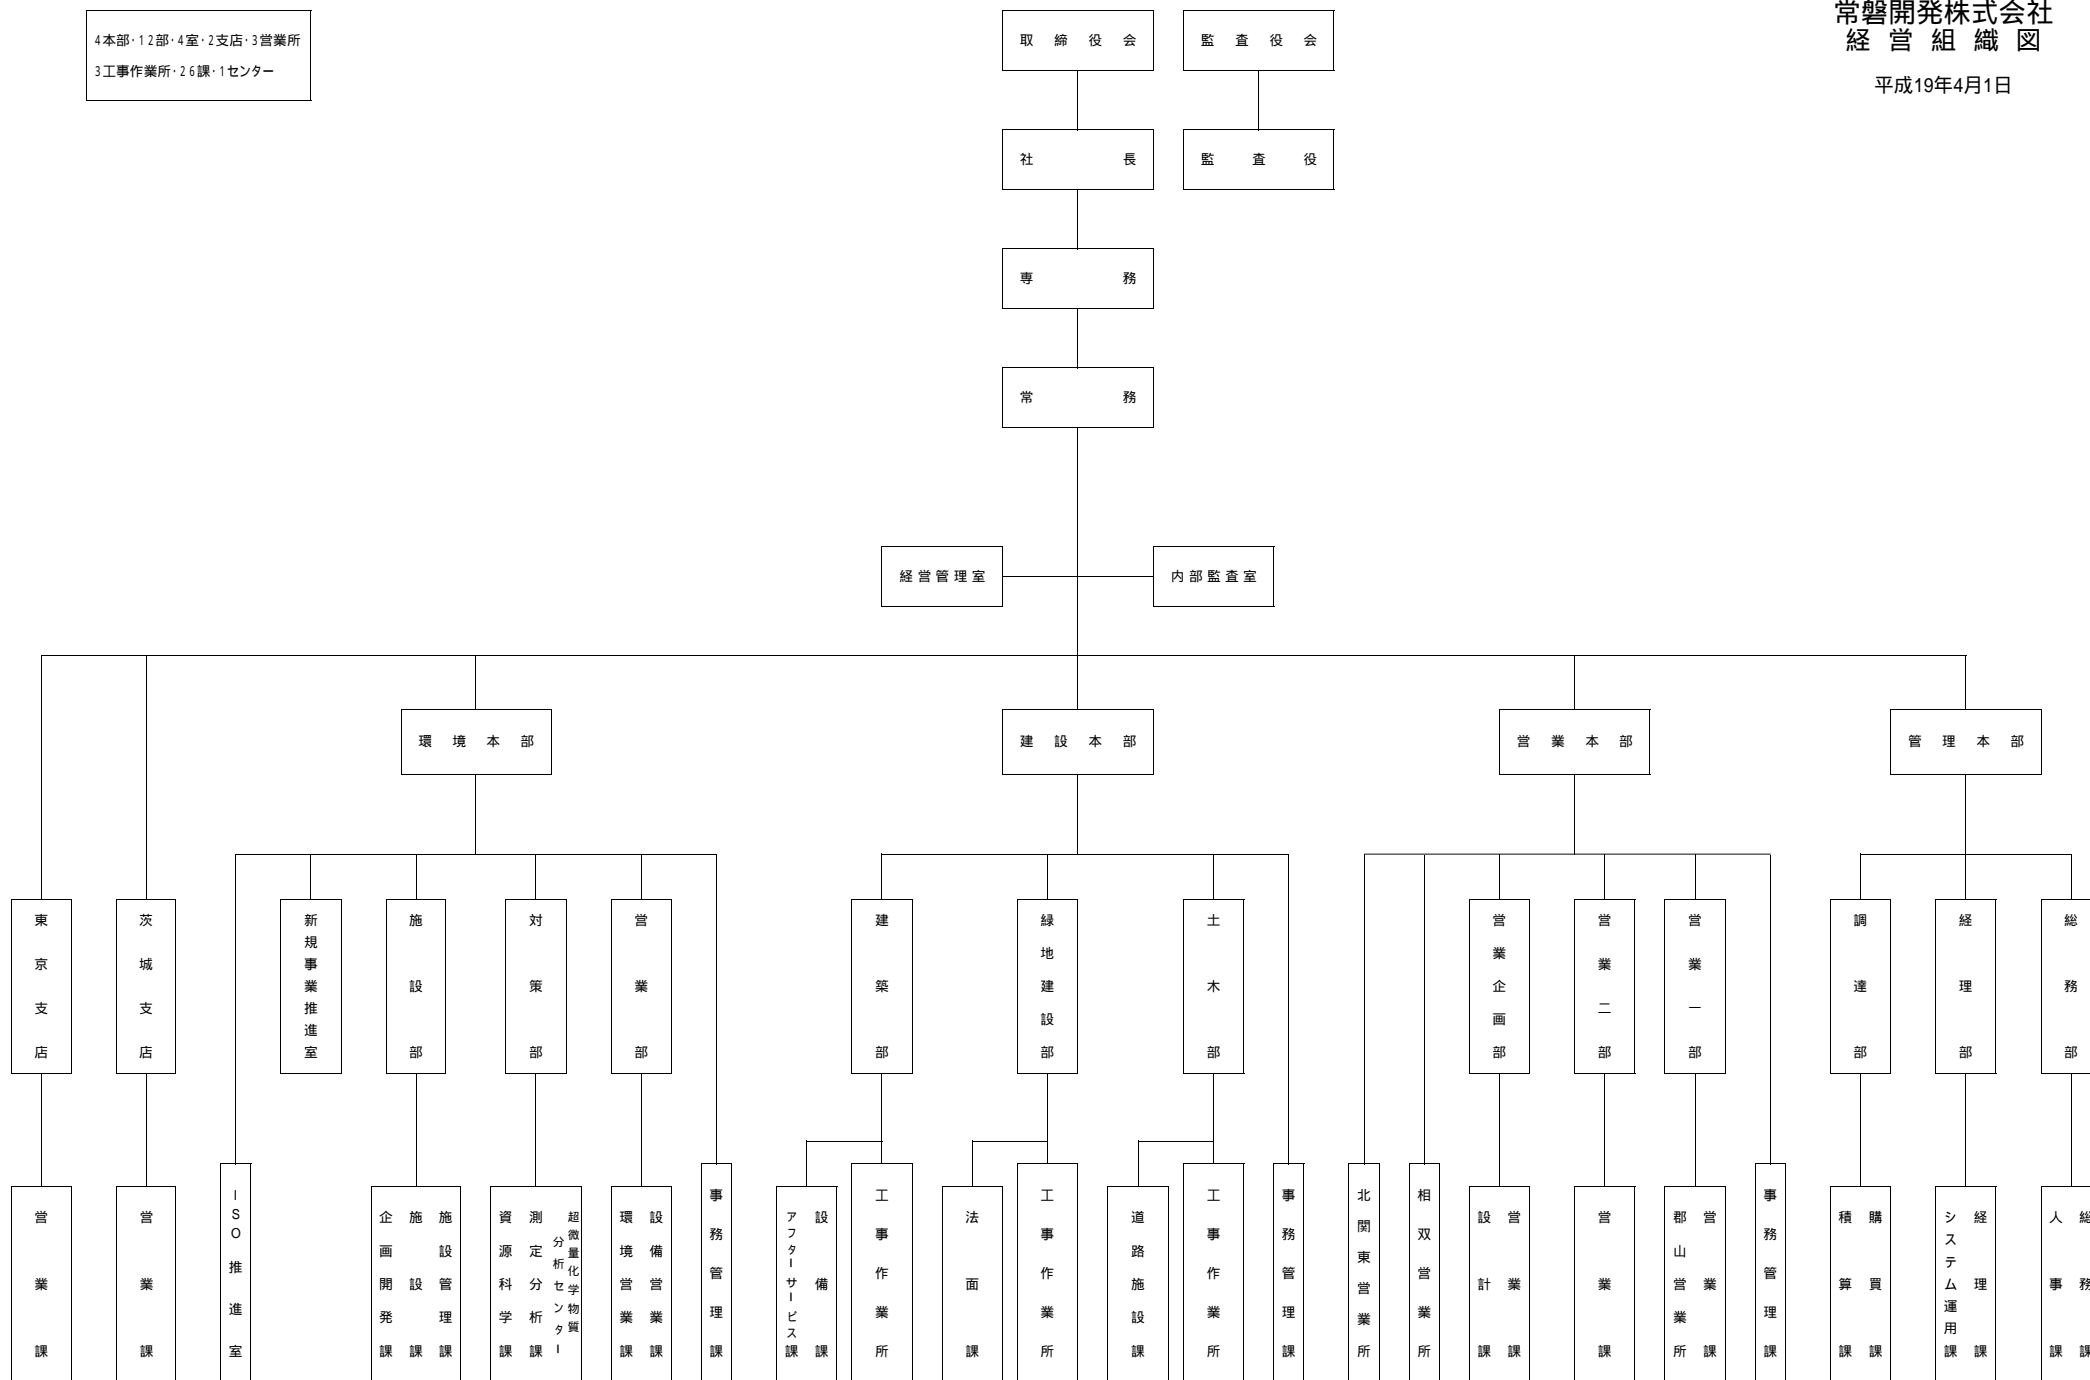 4本部・12部・4室・2支店・3営業所
3工事作業所・26課・1センター
取締役会
監査役会
常磐開発株式会社
経営組織図
平成19年4月1日
社長
監査役
専務
常務
経営管理室
内部監査室
環境本部
建設本部
営業本部
管理本部
東京支店
茨城支店
新規事業推進室
施設部
対策部
営業部
建築部
緑地建設部
土木部
営業企画部
営業二部
営業一部
調達部
経理部
総務部
営業課
営業課
ISO推進室
企画開発課
施設課
施設管理課
資源科学課
測定分析課
超微量化学物質
分析センター
環境営業課
設備営業課
事務管理課
アフターサービス課
設備課
工事作業所
法面課
工事作業所
道路施設課
工事作業所
事務管理課
北関東営業所
相双営業所
設計課
営業課
営業課
郡山営業所
営業課
事務管理課
積算課
購買課
システム運用課
経理課
人事課
総務課